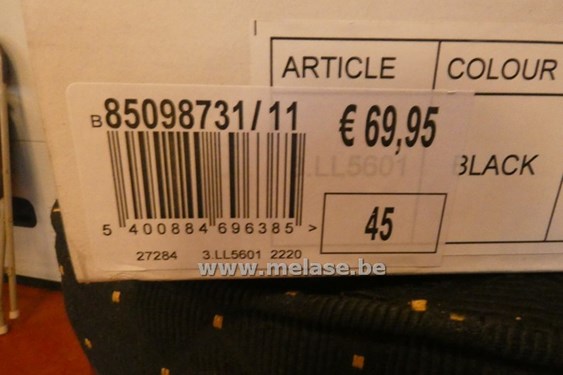 ARTICLE COLOUR
B 85098731/11
€ 69,95
3.LL5601 BLACK
5 400884 696385 >
45
27284 3.LL5601 2220
www.melase.be